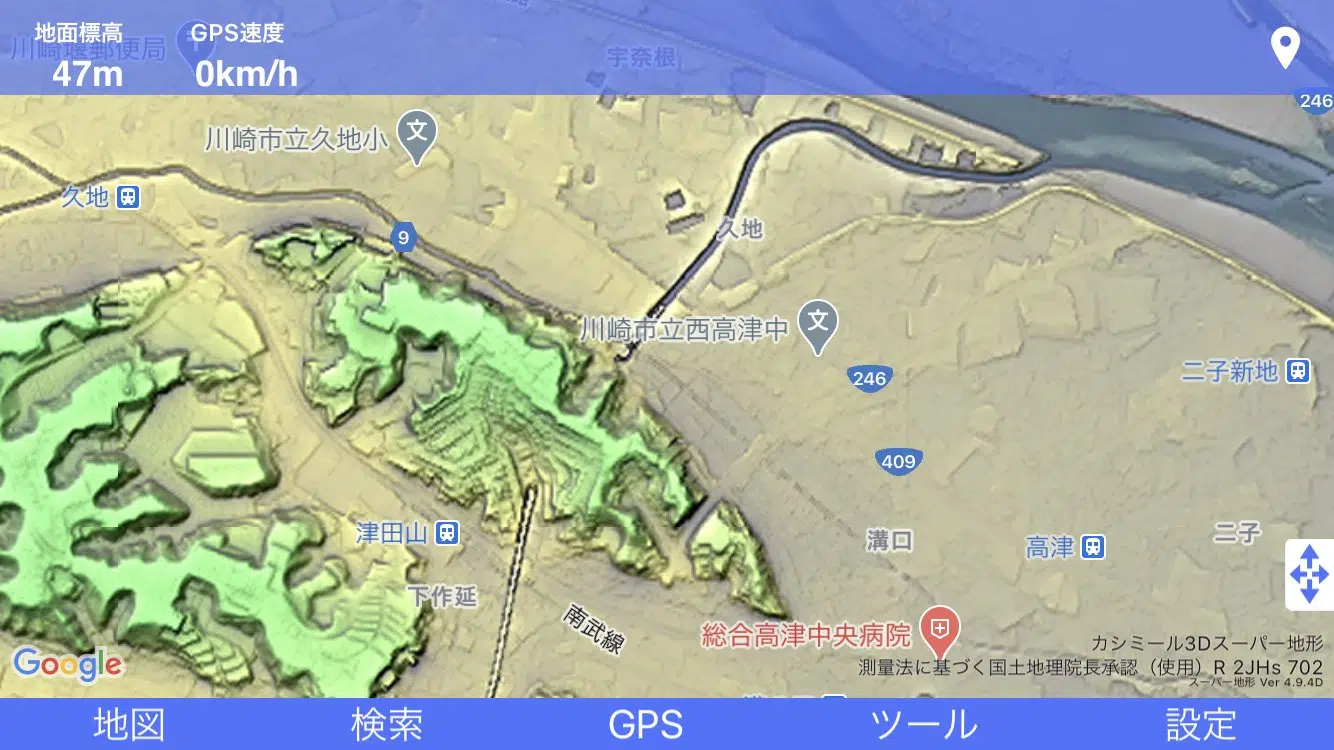 地面標高
GPS速度
川崎堰郵便局
47m
0km/h
宇奈根
246
川崎市立久地小
文
久地
9
久地
川崎市立西高津中
文
246
二子新地
409
津田山
溝口
高津
二子
下作延
南武線
総合高津中央病院
カシミール3Dスーパー地形
Google
測量法に基づく国土地理院長承認（使用）R 2JHs 702
スーパー地形 Ver 4.9.4D
地図
検索
GPS
ツール
設定